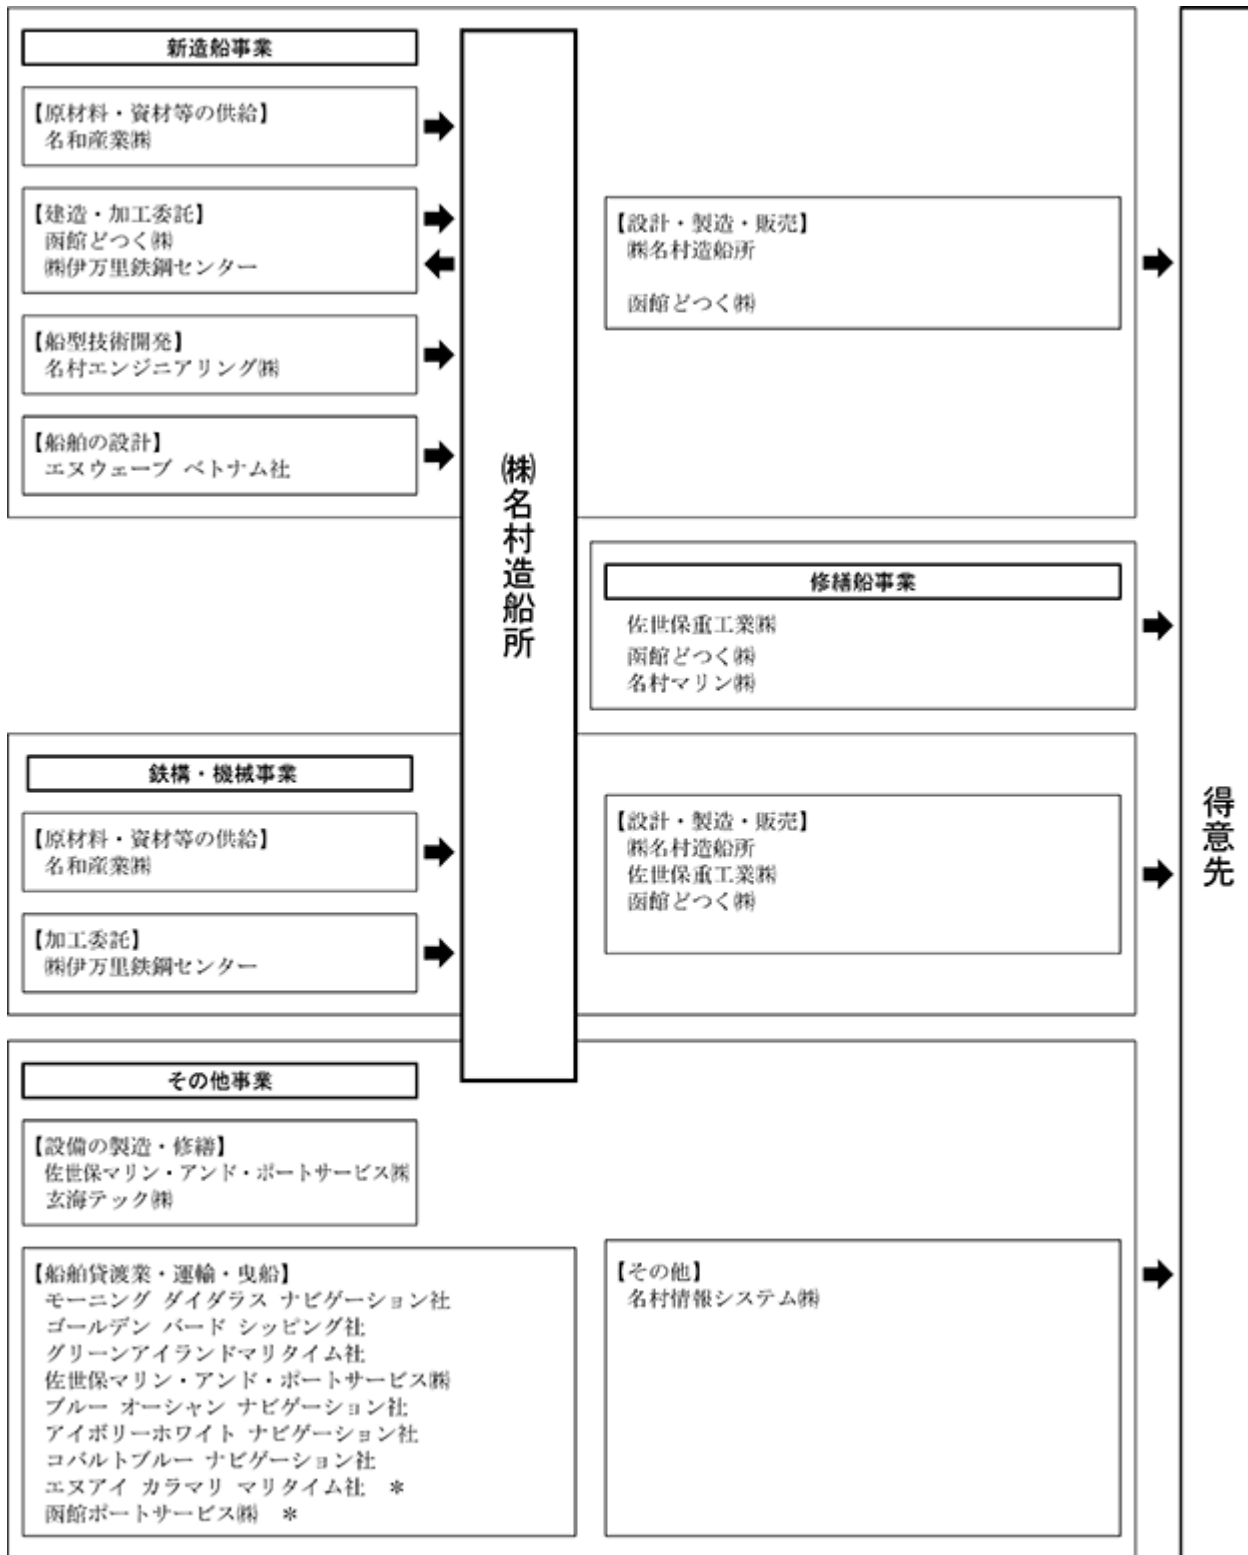 新造船事業
【原材料・資材等の供給】
名和産業㈱
【建造・加工委託】
函館どつく㈱
㈱伊万里鉄鋼センター
【船型技術開発】
名村エンジニアリング㈱
【船舶の設計】
エヌウェーブ ベトナム社
㈱名村造船所
【設計・製造・販売】
㈱名村造船所
函館どつく㈱
修繕船事業
佐世保重工業㈱
函館どつく㈱
名村マリン㈱
鉄構・機械事業
【原材料・資材等の供給】
名和産業㈱
【加工委託】
㈱伊万里鉄鋼センター
【設計・製造・販売】
㈱名村造船所
佐世保重工業㈱
函館どつく㈱
その他事業
【設備の製造・修繕】
佐世保マリン・アンド・ポートサービス㈱
玄海テック㈱
【船舶貸渡業・運輸・曳船】
モーニング ダイダラス ナビゲーション社
ゴールデン バード シッピング社
グリーンアイランドマリタイム社
佐世保マリン・アンド・ポートサービス㈱
ブルー オーシャン ナビゲーション社
アイボリーホワイト ナビゲーション社
コバルトブルー ナビゲーション社
エヌアイ カラマリ マリタイム社 ＊
函館ポートサービス㈱ ＊
【その他】
名村情報システム㈱
得意先